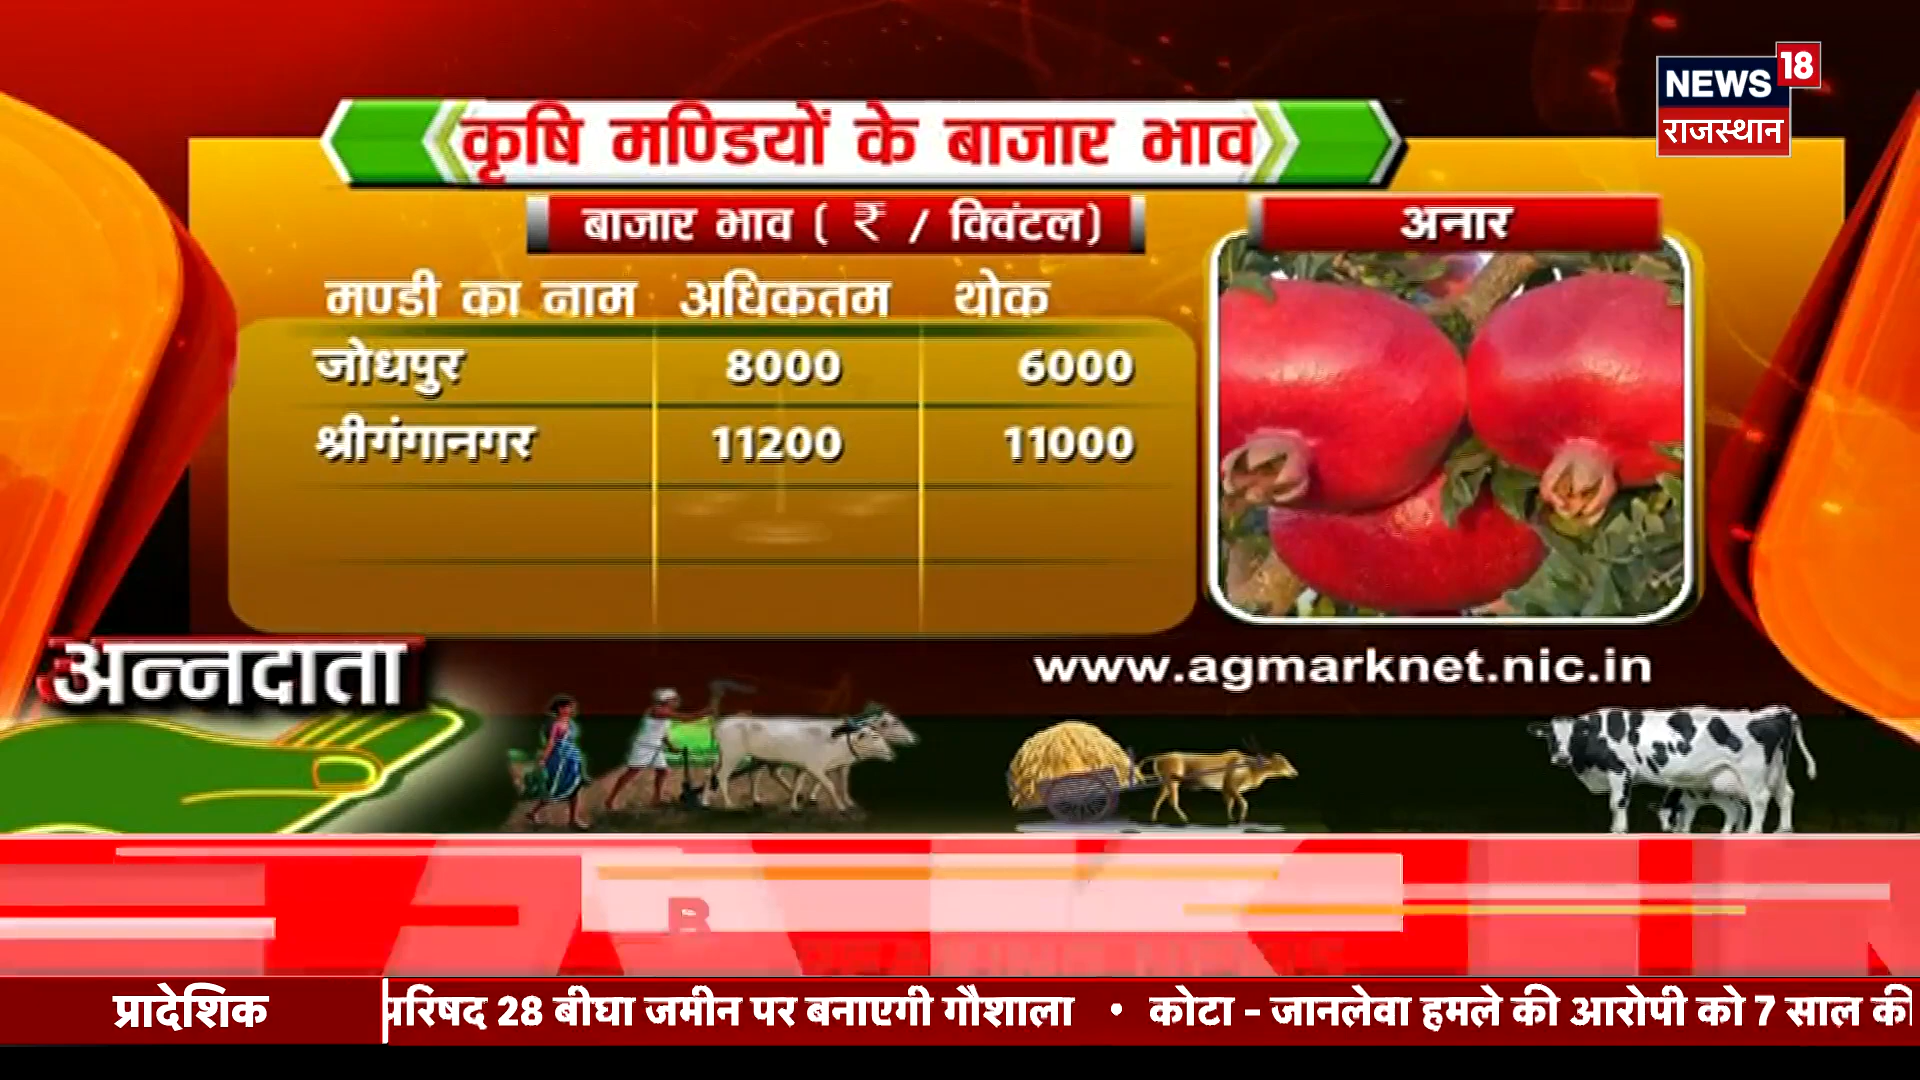 NEWS 18
राजस्थान
कृषि मण्डियों के बाजार भाव
बाजार भाव ( ₹ / क्विंटल)
अनार
मण्डी का नाम अधिकतम थोक
जोधपुर 8000 6000
श्रीगंगानगर 11200 11000
अन्नदाता
www.agmarknet.nic.in
B
प्रादेशिक
परिषद 28 बीघा जमीन पर बनाएगी गौशाला • कोटा - जानलेवा हमले की आरोपी को 7 साल की